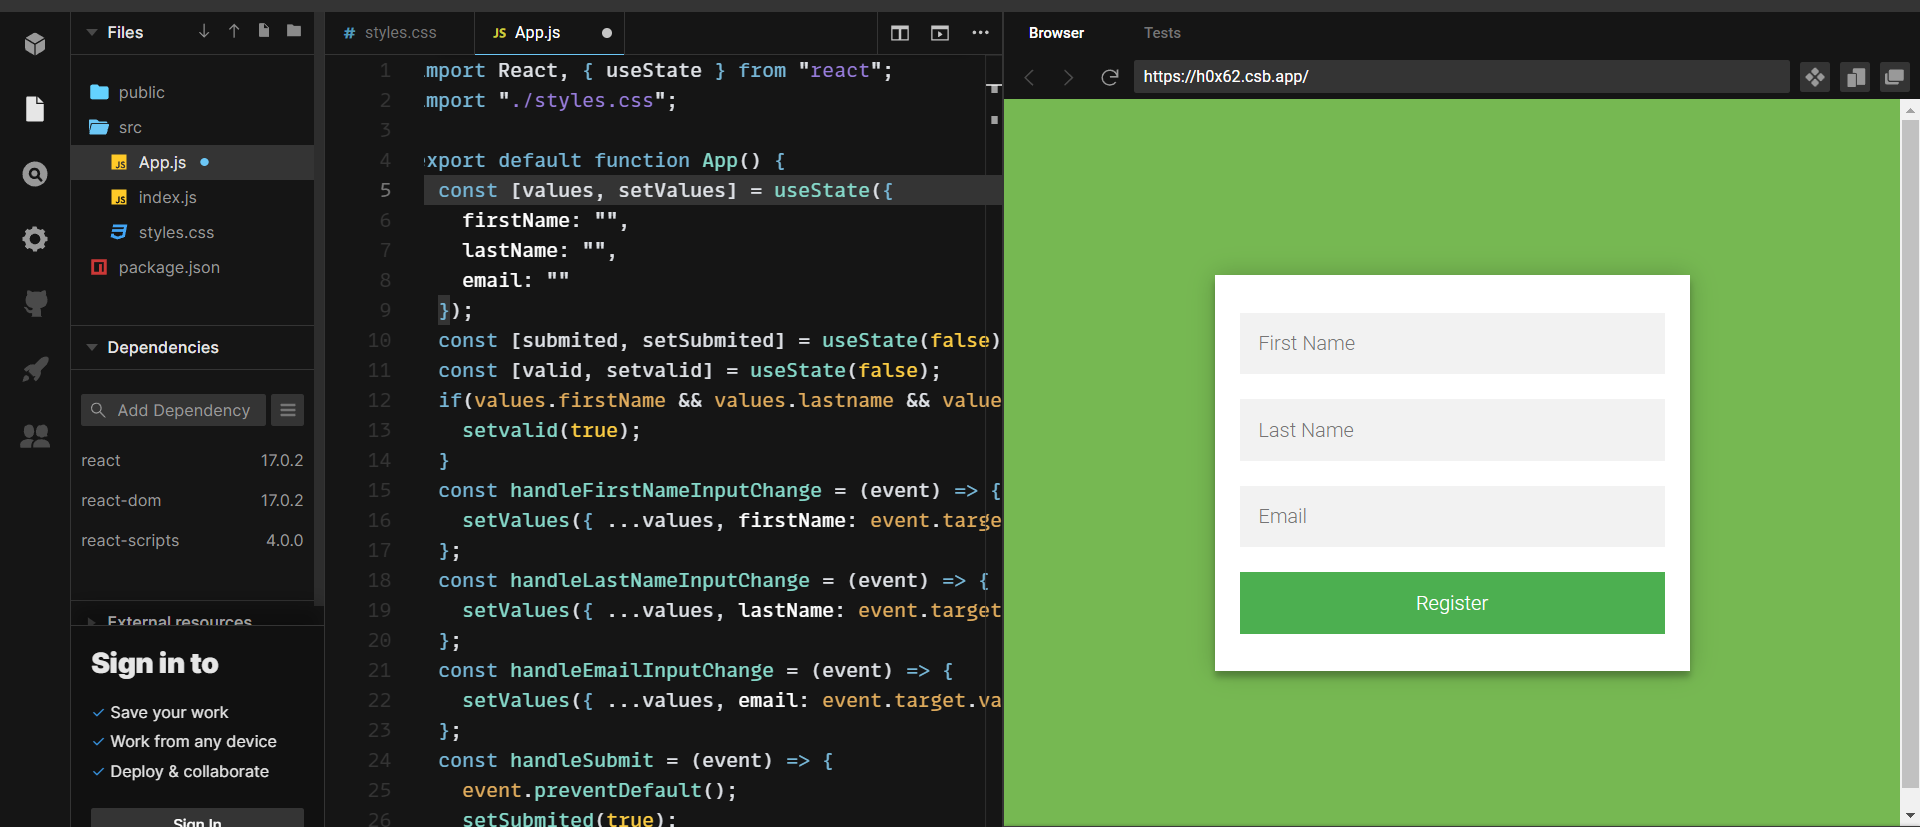 Files
public
src
App.js
index.js
styles.css
package.json
Dependencies
Add Dependency
react 17.0.2
react-dom 17.0.2
react-scripts 4.0.0
External resources
Sign in to
Save your work
Work from any device
Deploy & collaborate
Sign In
# styles.css
JS App.js
1 mport React, { useState } from "react";
2 mport "./styles.css";
3
4 xport default function App() {
5 const [values, setValues] = useState({
6 firstName: "",
7 lastName: "",
8 email: ""
9 });
10 const [submited, setSubmited] = useState(false)
11 const [valid, setvalid] = useState(false);
12 if(values.firstName && values.lastname && value
13 setvalid(true);
14 }
15 const handleFirstNameInputChange = (event) => {
16 setValues({ ...values, firstName: event.targe
17 };
18 const handleLastNameInputChange = (event) => {
19 setValues({ ...values, lastName: event.target
20 };
21 const handleEmailInputChange = (event) => {
22 setValues({ ...values, email: event.target.va
23 };
24 const handleSubmit = (event) => {
25 event.preventDefault();
26 setSubmited(true);
Browser Tests
https://h0x62.csb.app/
First Name
Last Name
Email
Register